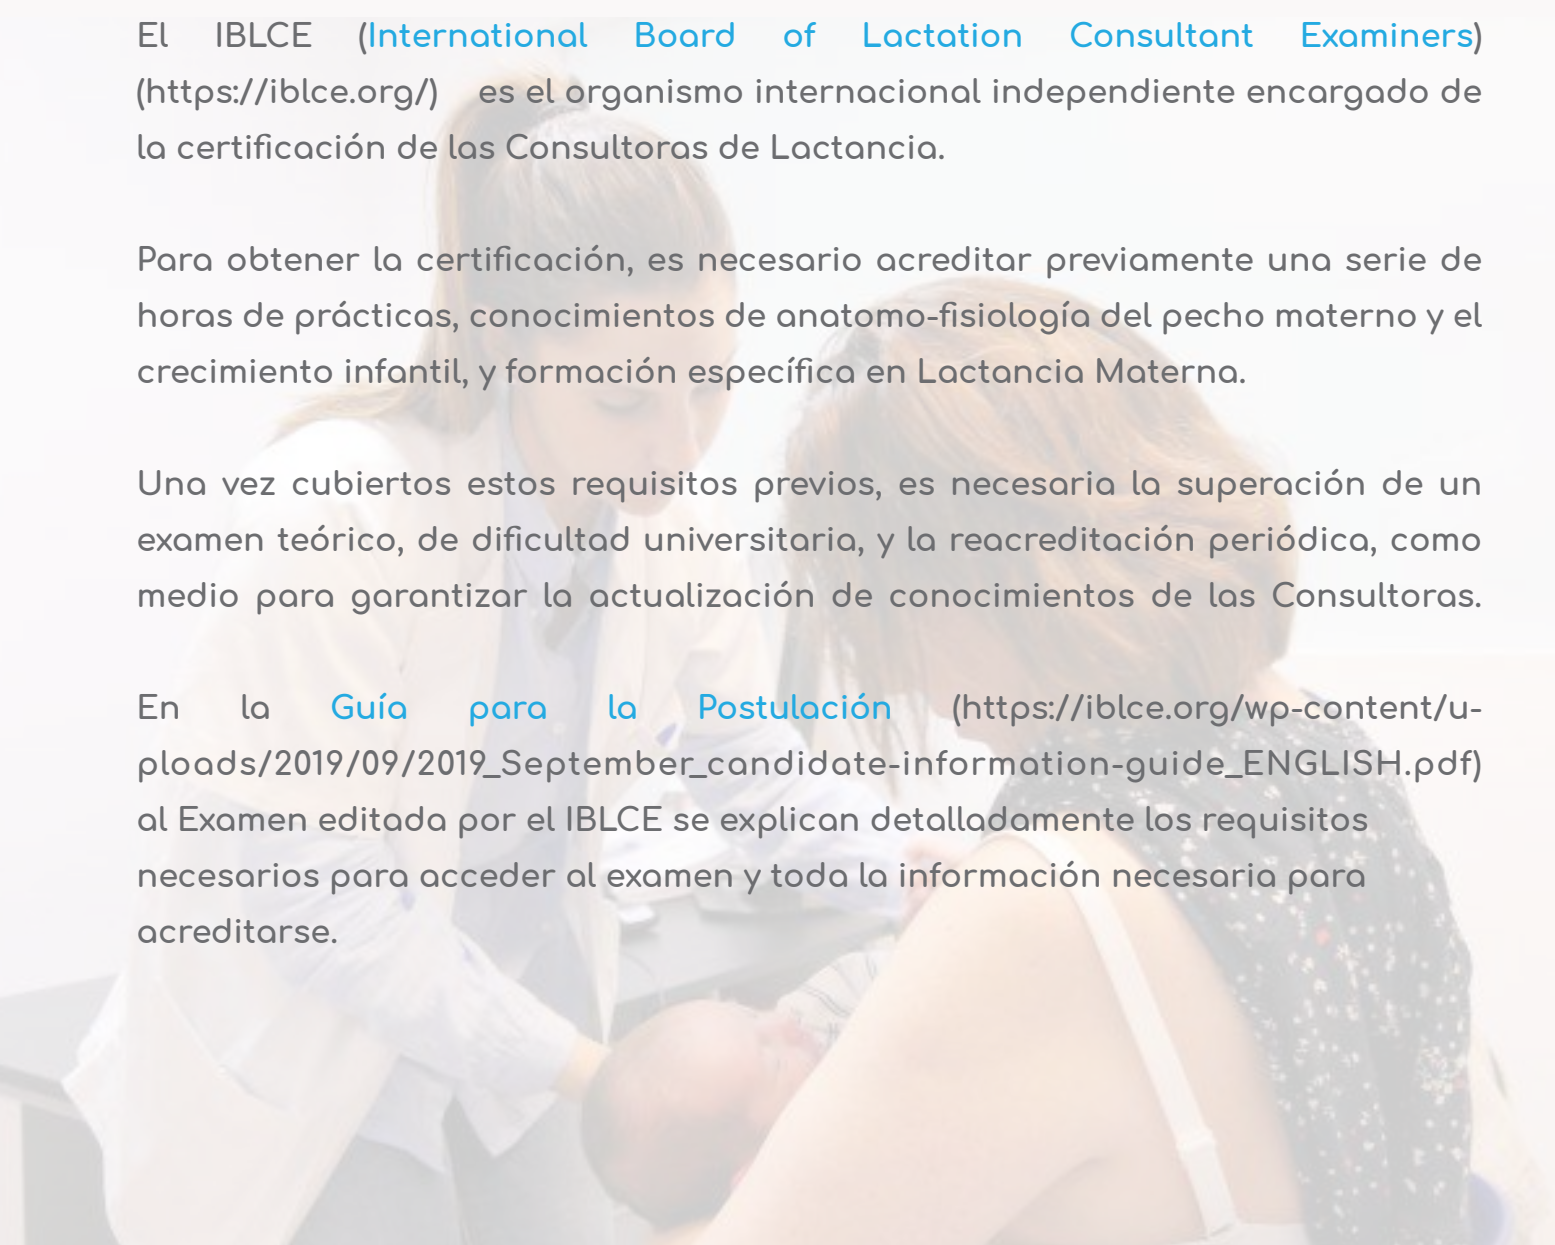 El IBLCE (International Board of Lactation Consultant Examiners)
(https://iblce.org/) es el organismo internacional independiente encargado de
la certificación de las Consultoras de Lactancia.
Para obtener la certificación, es necesario acreditar previamente una serie de
horas de prácticas, conocimientos de anatomo-fisiología del pecho materno y el
crecimiento infantil, y formación específica en Lactancia Materna.
Una vez cubiertos estos requisitos previos, es necesaria la superación de un
examen teórico, de dificultad universitaria, y la reacreditación periódica, como
medio para garantizar la actualización de conocimientos de las Consultoras.
En la Guía para la Postulación (https://iblce.org/wp-content/u-
ploads/2019/09/2019_September_candidate-information-guide_ENGLISH.pdf)
al Examen editada por el IBLCE se explican detalladamente los requisitos
necesarios para acceder al examen y toda la información necesaria para
acreditarse.